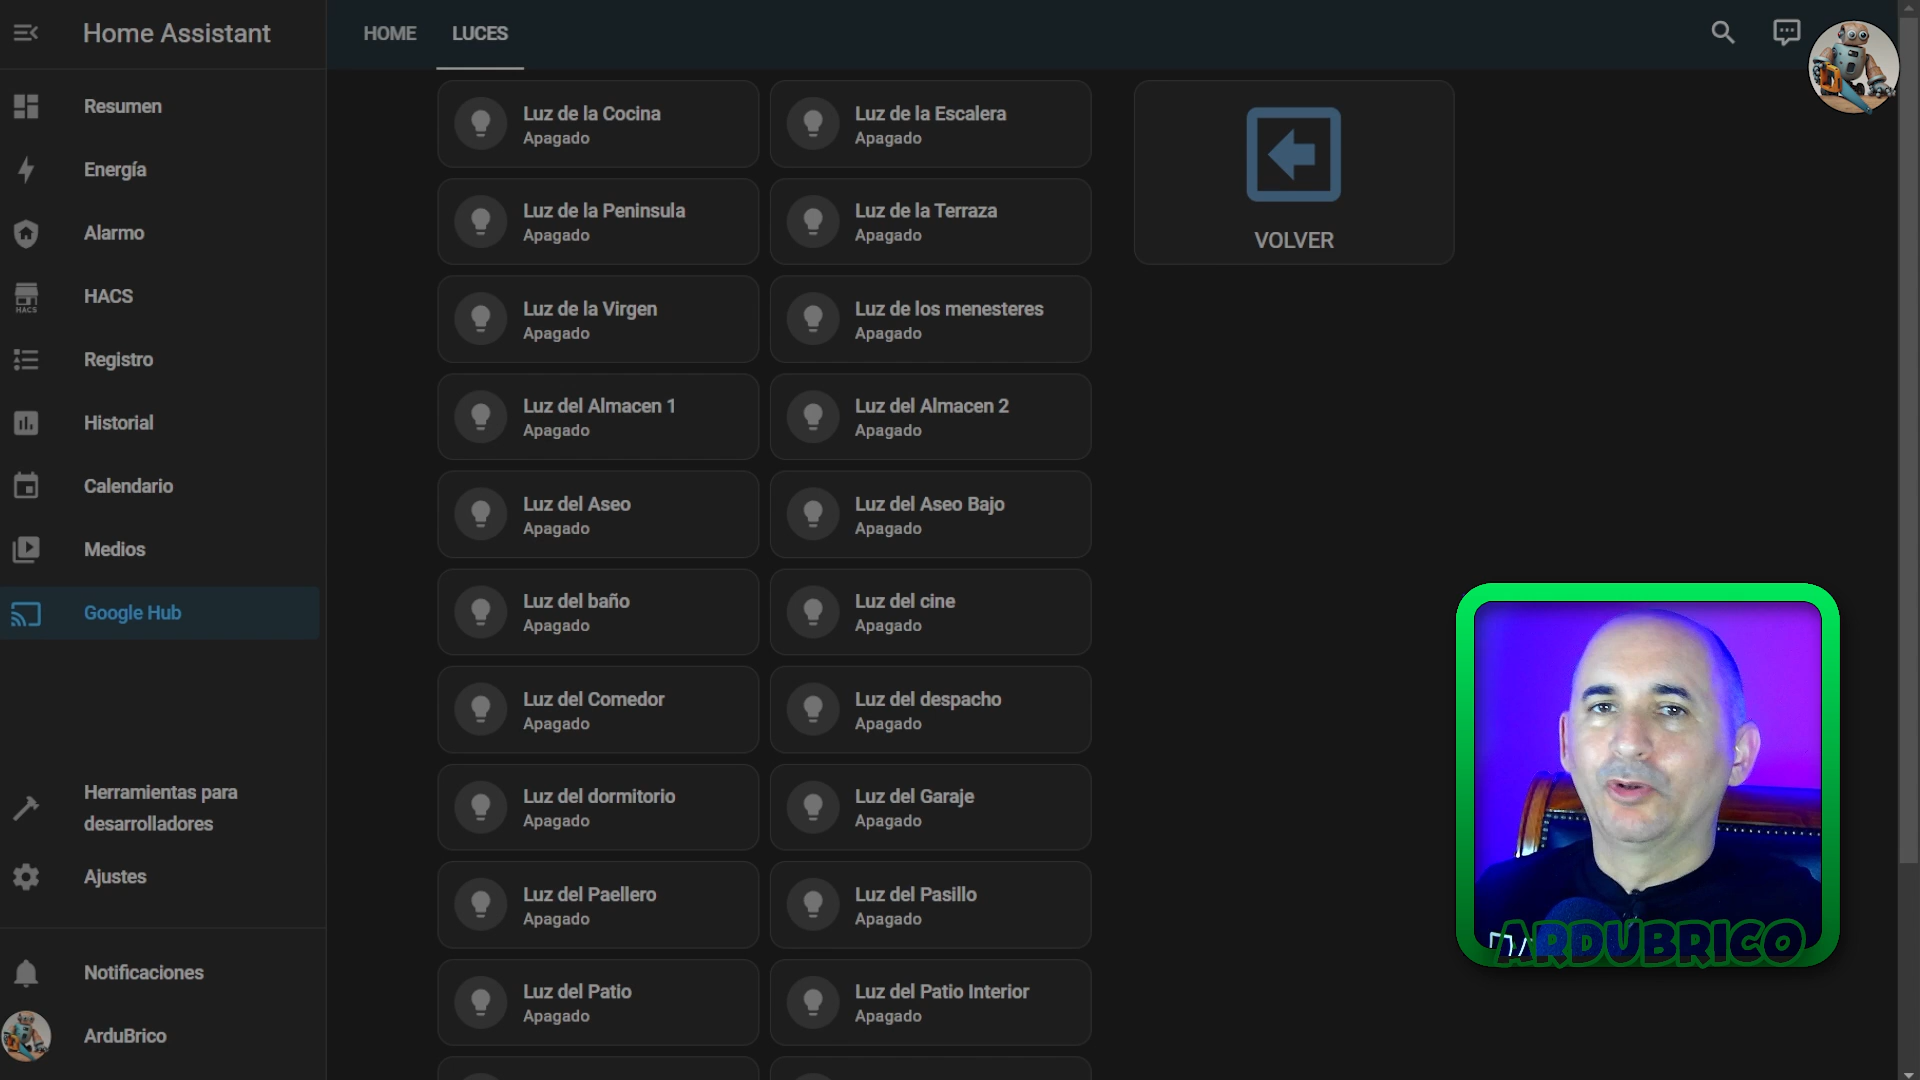 Home Assistant
Resumen
Energía
Alarmo
HACS
HACS
Registro
Historial
Calendario
Medios
Google Hub
Herramientas para
desarrolladores
Ajustes
Notificaciones
ArduBrico
HOME
LUCES
Luz de la Cocina
Apagado
Luz de la Escalera
Apagado
Luz de la Peninsula
Apagado
Luz de la Terraza
Apagado
Luz de la Virgen
Apagado
Luz de los menesteres
Apagado
Luz del Almacen 1
Apagado
Luz del Almacen 2
Apagado
Luz del Aseo
Apagado
Luz del Aseo Bajo
Apagado
Luz del baño
Apagado
Luz del cine
Apagado
Luz del Comedor
Apagado
Luz del despacho
Apagado
Luz del dormitorio
Apagado
Luz del Garaje
Apagado
Luz del Paellero
Apagado
Luz del Pasillo
Apagado
Luz del Patio
Apagado
Luz del Patio Interior
Apagado
VOLVER
ARDUBRICO